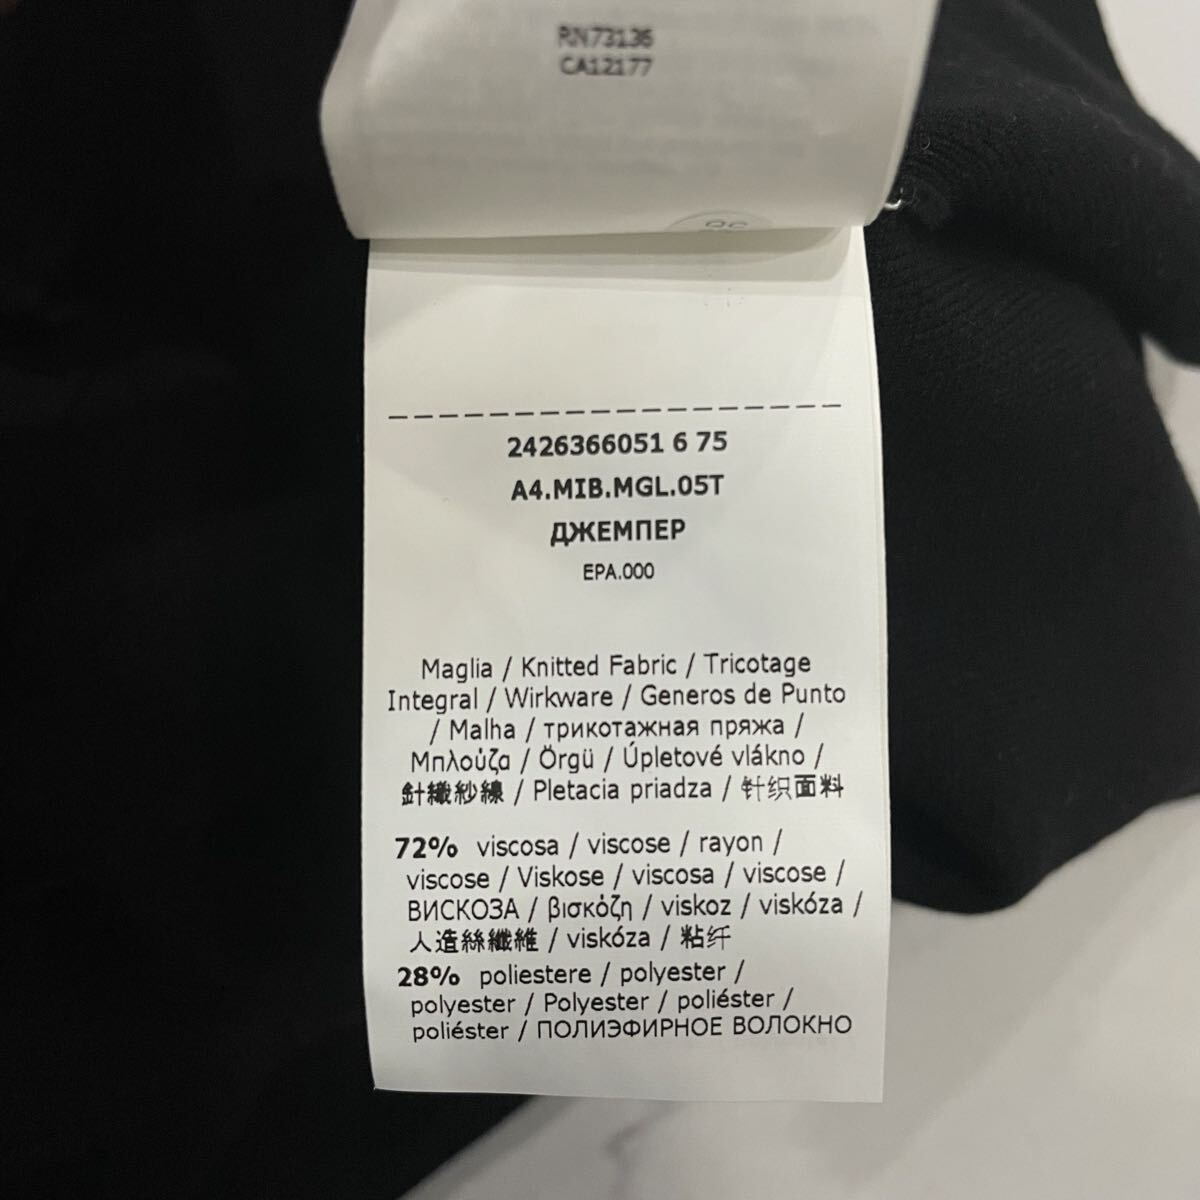 RN73136
CA12177
2426366051 6 75
A4.MIB.MGL.05T
ДЖЕМПЕР
EPA.000
Maglia / Knitted Fabric / Tricotage
Integral / Wirkware / Generos de Punto
/ Malha / трикотажная пряжа /
Μπλούζα / Örgü / Úpletové vlákno /
針織紗線 / Pletacia priadza / 针织面料
72% viscosa / viscose / rayon /
viscose / Viskose / viscosa / viscose /
ВИСКОЗА / βισκόζη / viskoz / viskóza /
人造絲纖維 / viskóza / 粘纤
28% poliestere / polyester /
polyester / Polyester / poliéster /
poliéster / ПОЛИЭФИРНОЕ ВОЛОКНО